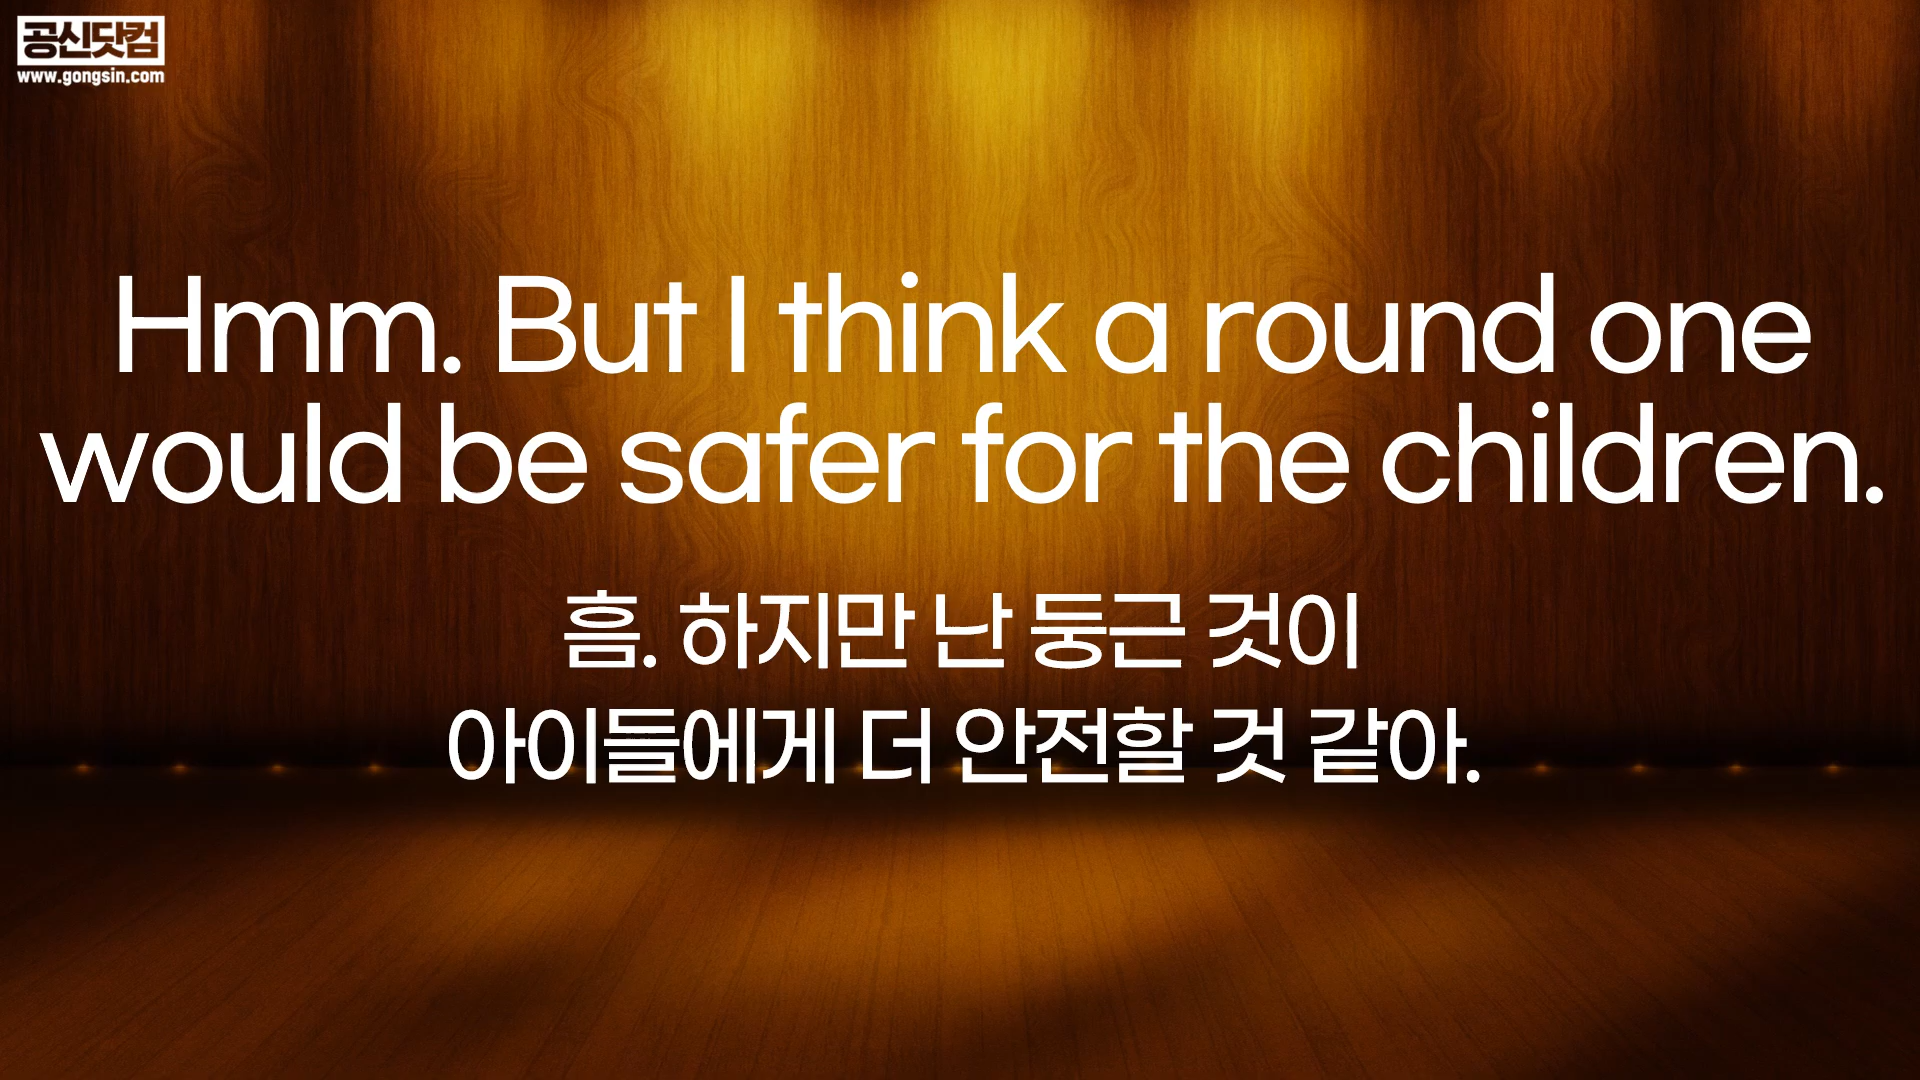 공신닷컴
www.gongsin.com
Hmm. But I think a round one
would be safer for the children.
흠. 하지만 난 둥근 것이
아이들에게 더 안전할 것 같아.